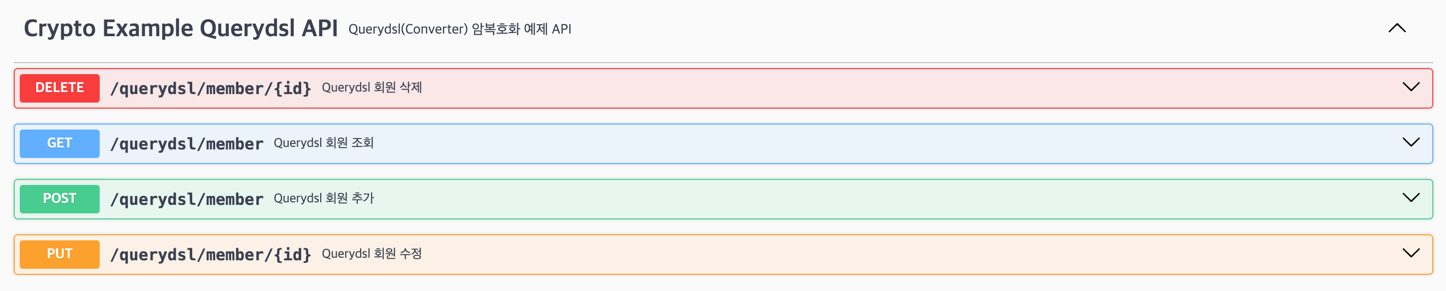 Crypto Example Querydsl API Querydsl(Converter) 암복호화 예제 API
DELETE /querydsl/member/{id} Querydsl 회원 삭제
GET /querydsl/member Querydsl 회원 조회
POST /querydsl/member Querydsl 회원 추가
PUT /querydsl/member/{id} Querydsl 회원 수정